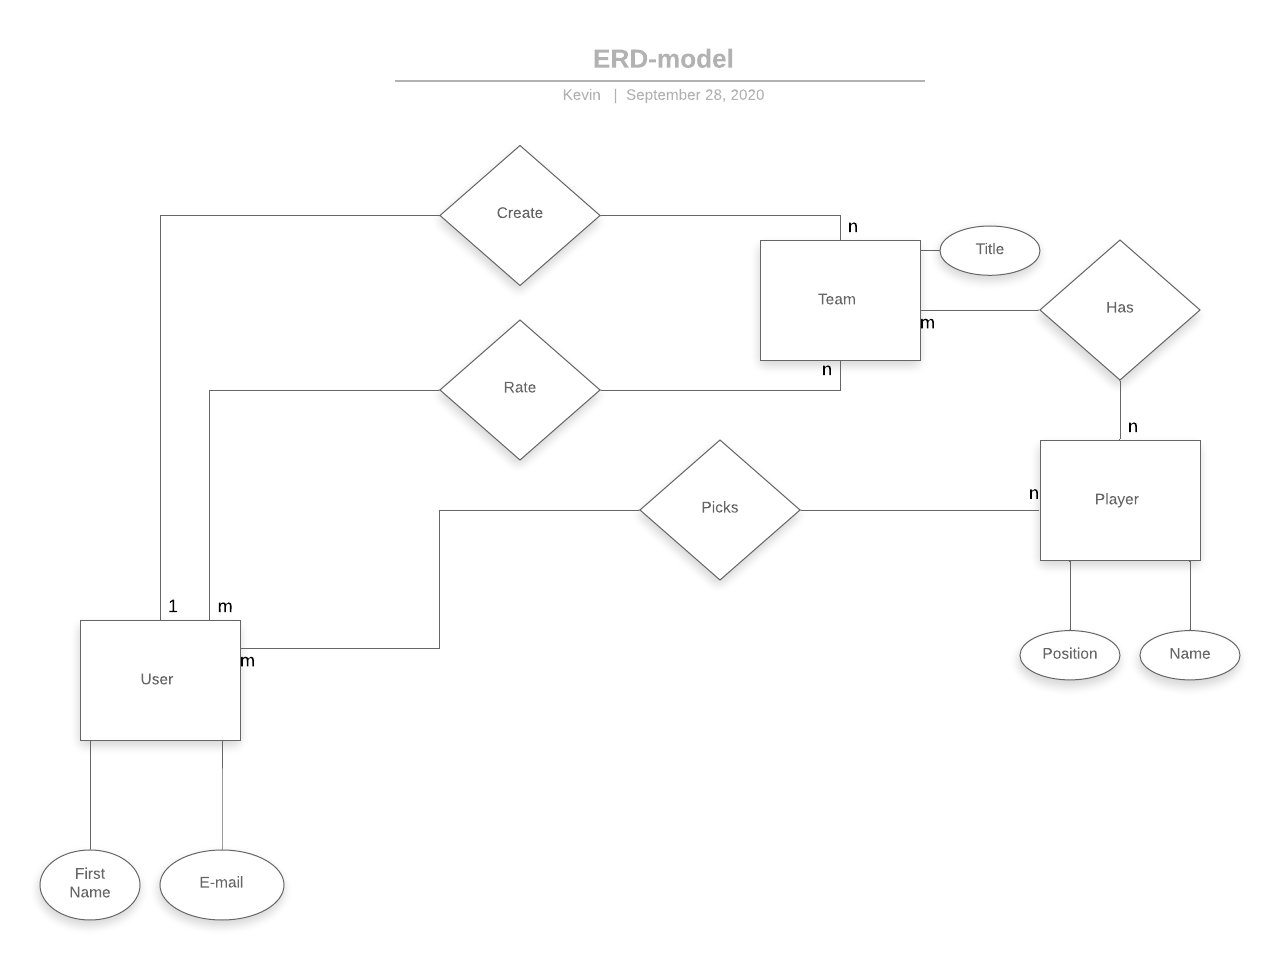 ERD-model
Kevin | September 28, 2020
Create
n
Title
Team
Has
m
n
Rate
n
n
Picks
Player
1
m
m
User
Position
Name
First
Name
E-mail